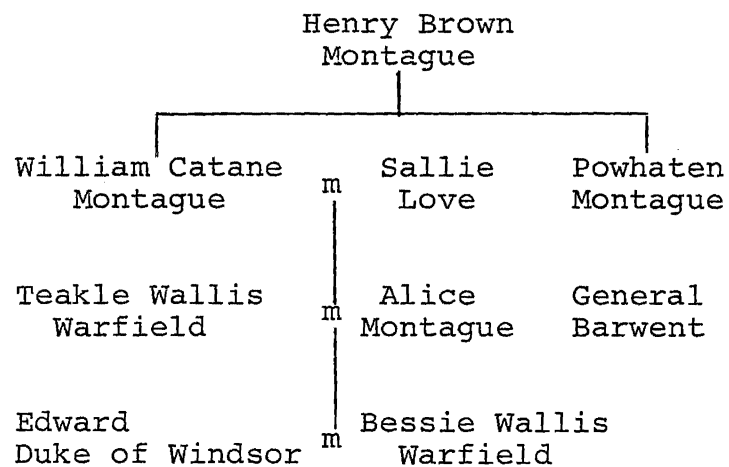 Henry Brown
Montague
William Catane m Sallie Powhaten
Montague Love Montague
Teakle Wallis m Alice General
Warfield Montague Barwent
Edward m Bessie Wallis
Duke of Windsor Warfield